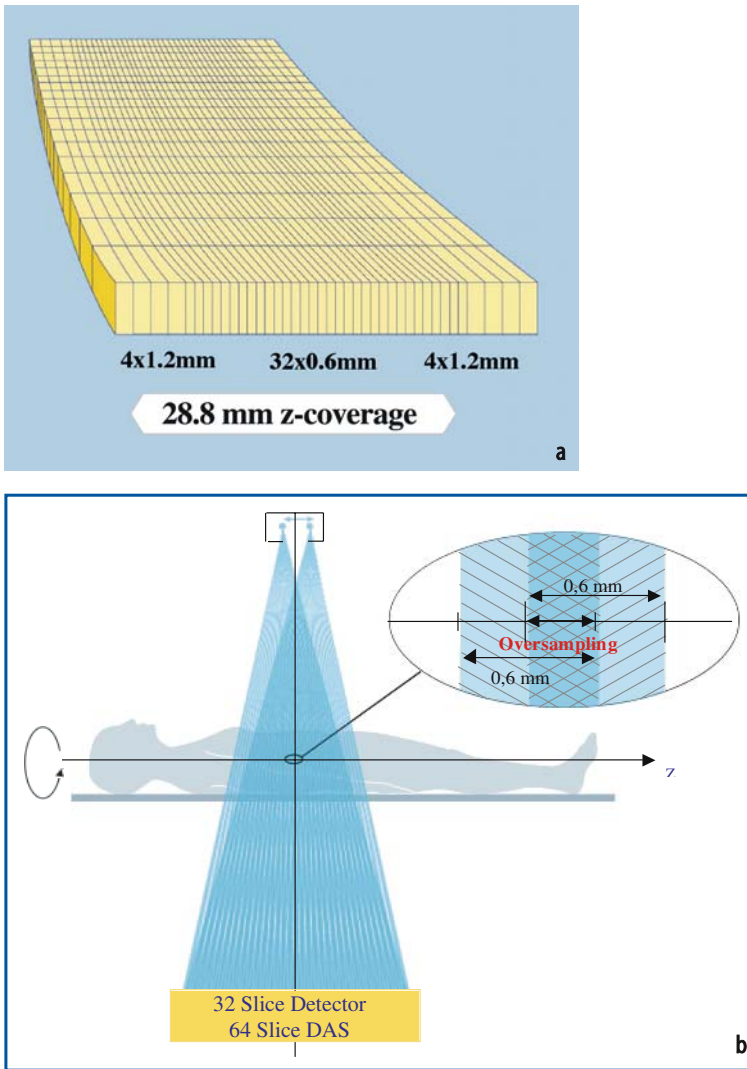 4x1.2mm 32x0.6mm 4x1.2mm
28.8 mm z-coverage
a
0,6 mm
Oversampling
0,6 mm
z
32 Slice Detector
64 Slice DAS
b